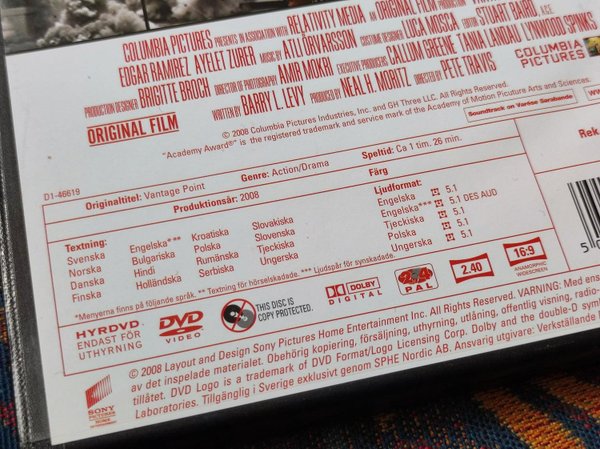 COLUMBIA PICTURES PRESENTS IN ASSOCIATION WITH RELATIVITY MEDIA AN ORIGINAL FILM PRODUCTION
EDGAR RAMIREZ AYELET ZURER MUSIC BY ATLI ÖRVARSSON COSTUME DESIGNER LUCA MOSCA EDITOR STUART BAIRD, A.C.E.
PRODUCTION DESIGNER BRIGITTE BROCH DIRECTOR OF PHOTOGRAPHY AMIR MOKRI EXECUTIVE PRODUCERS CALLUM GREENE TANIA LANDAU LYNWOOD SPINKS
ORIGINAL FILM WRITTEN BY BARRY L. LEVY PRODUCED BY NEAL H. MORITZ DIRECTED BY PETE TRAVIS
COLUMBIA PICTURES
© 2008 Columbia Pictures Industries, Inc. and GH Three LLC. All Rights Reserved.
"Academy Award®" is the registered trademark and service mark of the Academy of Motion Picuture Arts and Sciences.
Soundtrack on Varèse Sarabande
D1-46619
Originaltitel: Vantage Point Genre: Action/Drama Speltid: Ca 1 tim. 26 min.
Produktionsår: 2008 Färg
Rek.
Textning:
Svenska
Norska
Danska
Finska
Engelska***
Bulgariska
Hindi
Holländska
Kroatiska
Polska
Rumänska
Serbiska
Slovakiska
Slovenska
Tjeckiska
Ungerska
Ljudformat:
Engelska 5.1
Engelska*** 5.1 DES AUD
Tjeckiska 5.1
Polska 5.1
Ungerska 5.1
*Menyerna finns på följande språk. ** Textning för hörselskadade. *** Ljudspår för synskadade.
HYRDVD.
ENDAST FÖR
UTHYRNING
DVD
VIDEO
THIS DISC IS
COPY PROTECTED.
DOLBY
DIGITAL
PAL
2.40
16:9
ANAMORPHIC
WIDESCREEN
© 2008 Layout and Design Sony Pictures Home Entertainment Inc. All Rights Reserved. VARNING: Med ens
av det inspelade materialet. Obehörig kopiering, försäljning, uthyrning, utlåning, offentlig visning, radio-
tillåtet. DVD Logo is a trademark of DVD Format/Logo Licensing Corp. Dolby and the double-D symb
Laboratories. Tillgänglig i Sverige exklusivt genom SPHE Nordic AB. Ansvarig utgivare: Verkställande
SONY
PICTURES